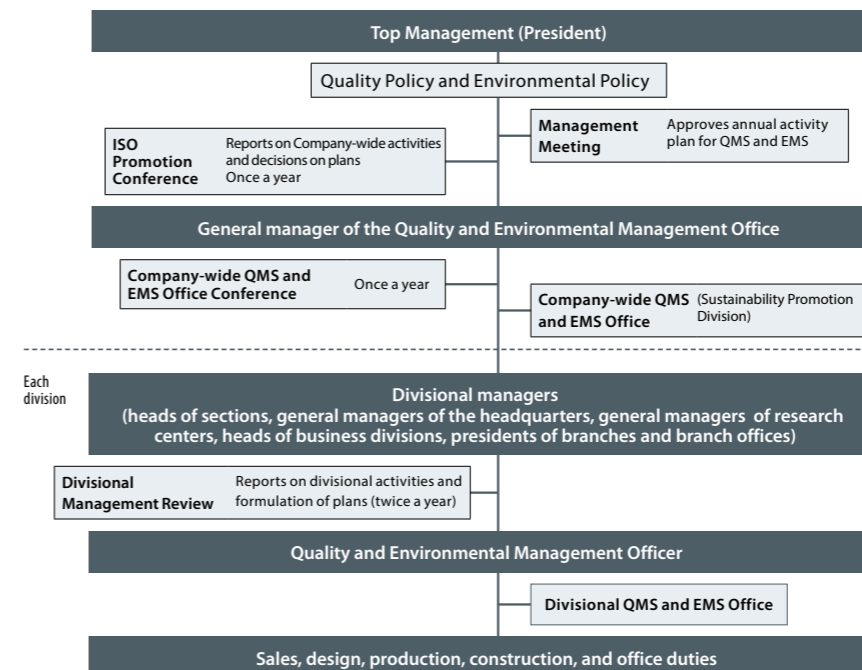 Top Management (President)
Quality Policy and Environmental Policy
Management
Meeting
Approves annual activity
plan for QMS and EMS
ISO
Promotion
Conference
Reports on Company-wide activities
and decisions on plans
Once a year
General manager of the Quality and Environmental Management Office
Company-wide QMS and
EMS Office Conference
Once a year
Company-wide QMS
and EMS Office
(Sustainability Promotion
Division)
Each
division
Divisional managers
(heads of sections, general managers of the headquarters, general managers of research
centers, heads of business divisions, presidents of branches and branch offices)
Divisional
Management Review
Reports on divisional activities and
formulation of plans (twice a year)
Quality and Environmental Management Officer
Divisional QMS and EMS Office
Sales, design, production, construction, and office duties